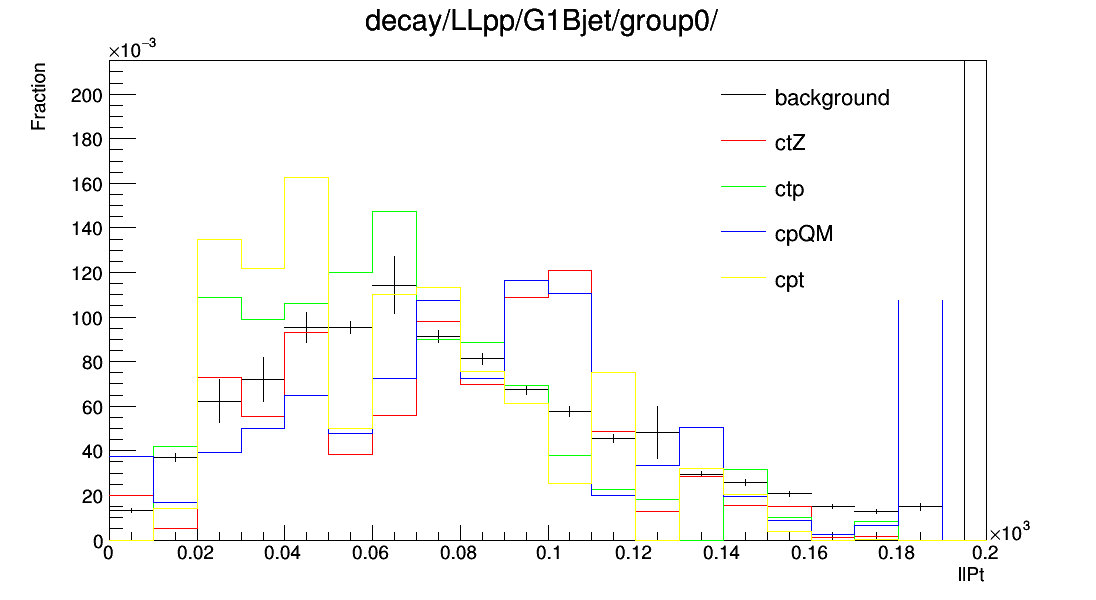 decay/LLpp/G1Bjet/group0/
×10−3
Fraction
200
180
160
140
120
100
80
60
40
20
0
background
ctZ
ctp
cpQM
cpt
0 0.02 0.04 0.06 0.08 0.1 0.12 0.14 0.16 0.18 0.2
×103
llPt